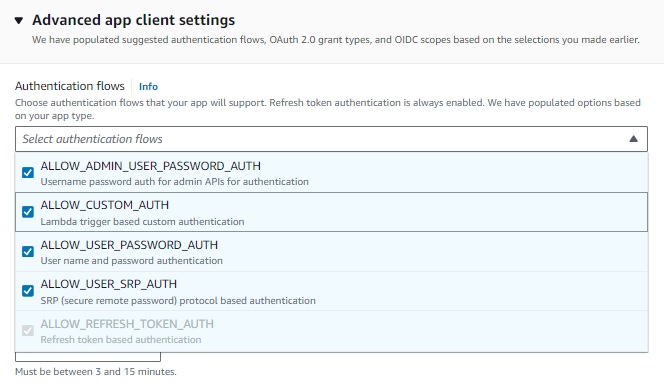 Advanced app client settings
We have populated suggested authentication flows, OAuth 2.0 grant types, and OIDC scopes based on the selections you made earlier.
Authentication flows Info
Choose authentication flows that your app will support. Refresh token authentication is always enabled. We have populated options based
on your app type.
Select authentication flows
ALLOW_ADMIN_USER_PASSWORD_AUTH
Username password auth for admin APIs for authentication
ALLOW_CUSTOM_AUTH
Lambda trigger based custom authentication
ALLOW_USER_PASSWORD_AUTH
User name and password authentication
ALLOW_USER_SRP_AUTH
SRP (secure remote password) protocol based authentication
ALLOW_REFRESH_TOKEN_AUTH
Refresh token based authentication
Must be between 3 and 15 minutes.